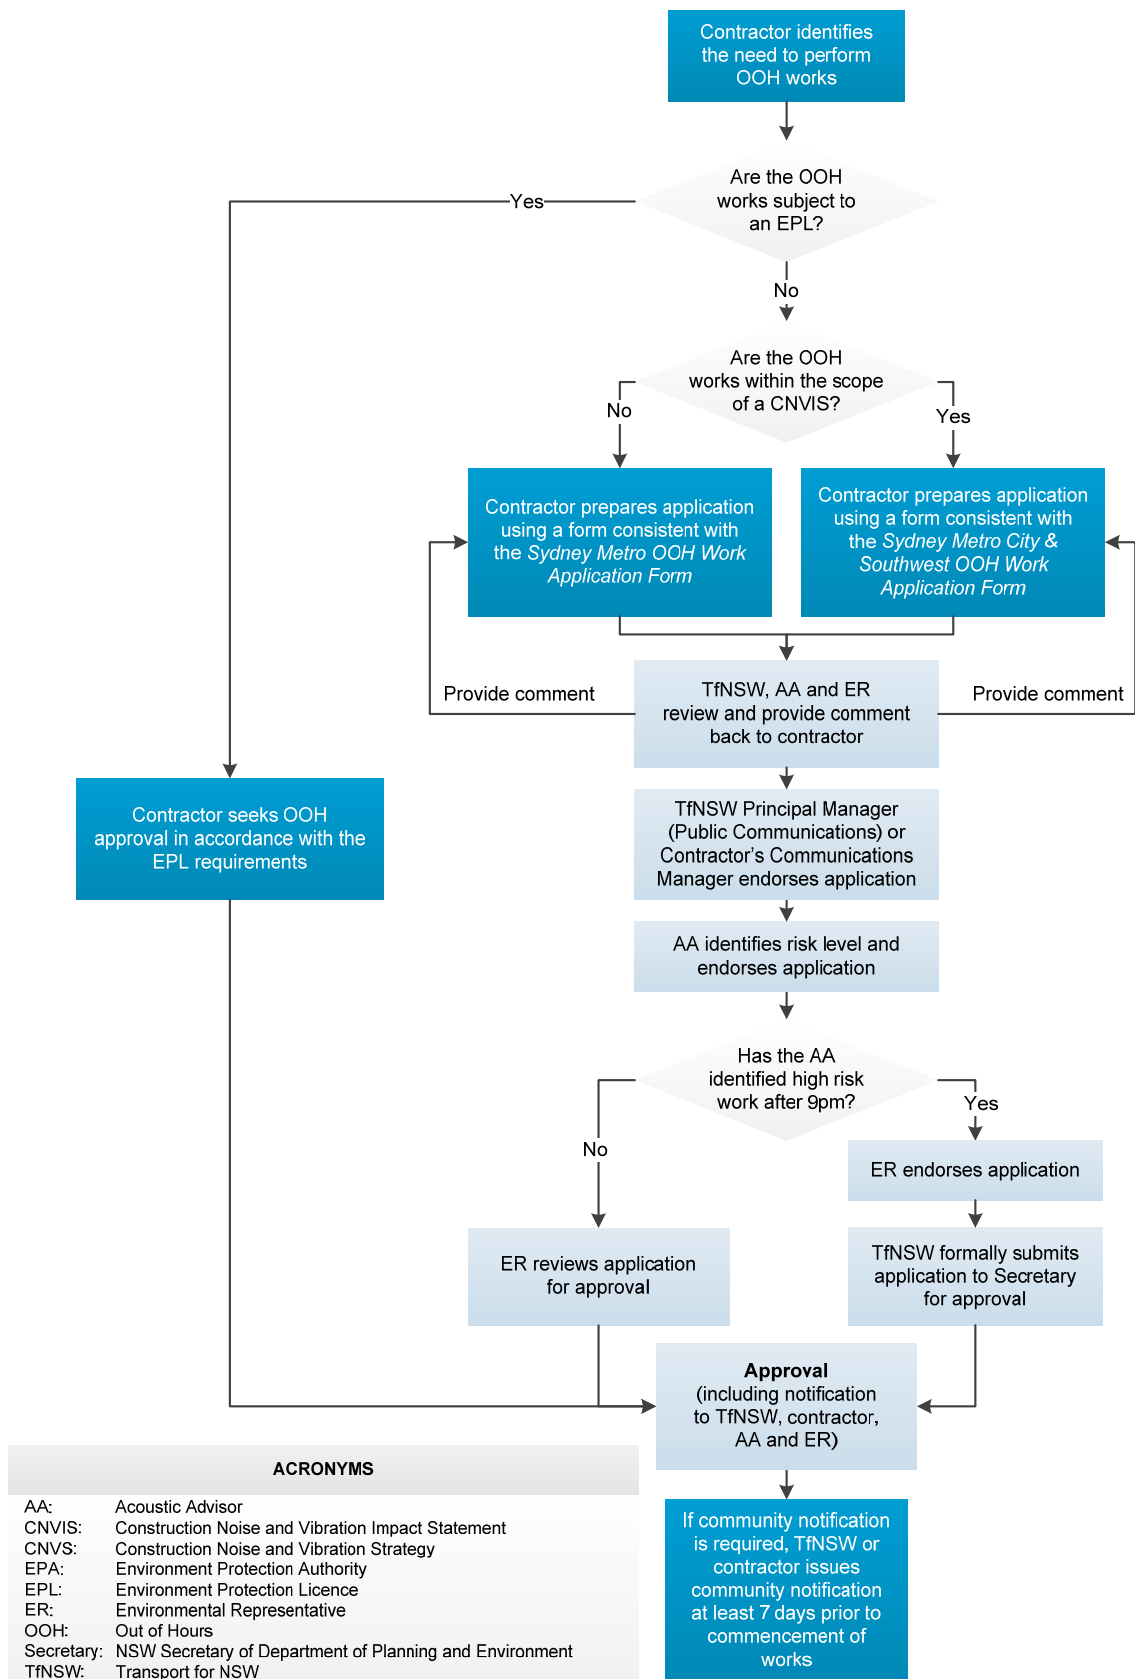 Contractor identifies
the need to perform
OOH works
Are the OOH
works subject to
an EPL?
Yes
No
Are the OOH
works within the scope
of a CNVIS?
No
Yes
Contractor prepares application
using a form consistent with
the Sydney Metro OOH Work
Application Form
Contractor prepares application
using a form consistent with
the Sydney Metro City &
Southwest OOH Work
Application Form
Provide comment
TfNSW, AA and ER
review and provide comment
back to contractor
Provide comment
Contractor seeks OOH
approval in accordance with the
EPL requirements
TfNSW Principal Manager
(Public Communications) or
Contractor's Communications
Manager endorses application
AA identifies risk level and
endorses application
Has the AA
identified high risk
work after 9pm?
No
Yes
ER endorses application
ER reviews application
for approval
TfNSW formally submits
application to Secretary
for approval
Approval
(including notification
to TfNSW, contractor,
AA and ER)
If community notification
is required, TfNSW or
contractor issues
community notification
at least 7 days prior to
commencement of
works
ACRONYMS
AA: Acoustic Advisor
CNVIS: Construction Noise and Vibration Impact Statement
CNVS: Construction Noise and Vibration Strategy
EPA: Environment Protection Authority
EPL: Environment Protection Licence
ER: Environmental Representative
OOH: Out of Hours
Secretary: NSW Secretary of Department of Planning and Environment
TfNSW: Transport for NSW